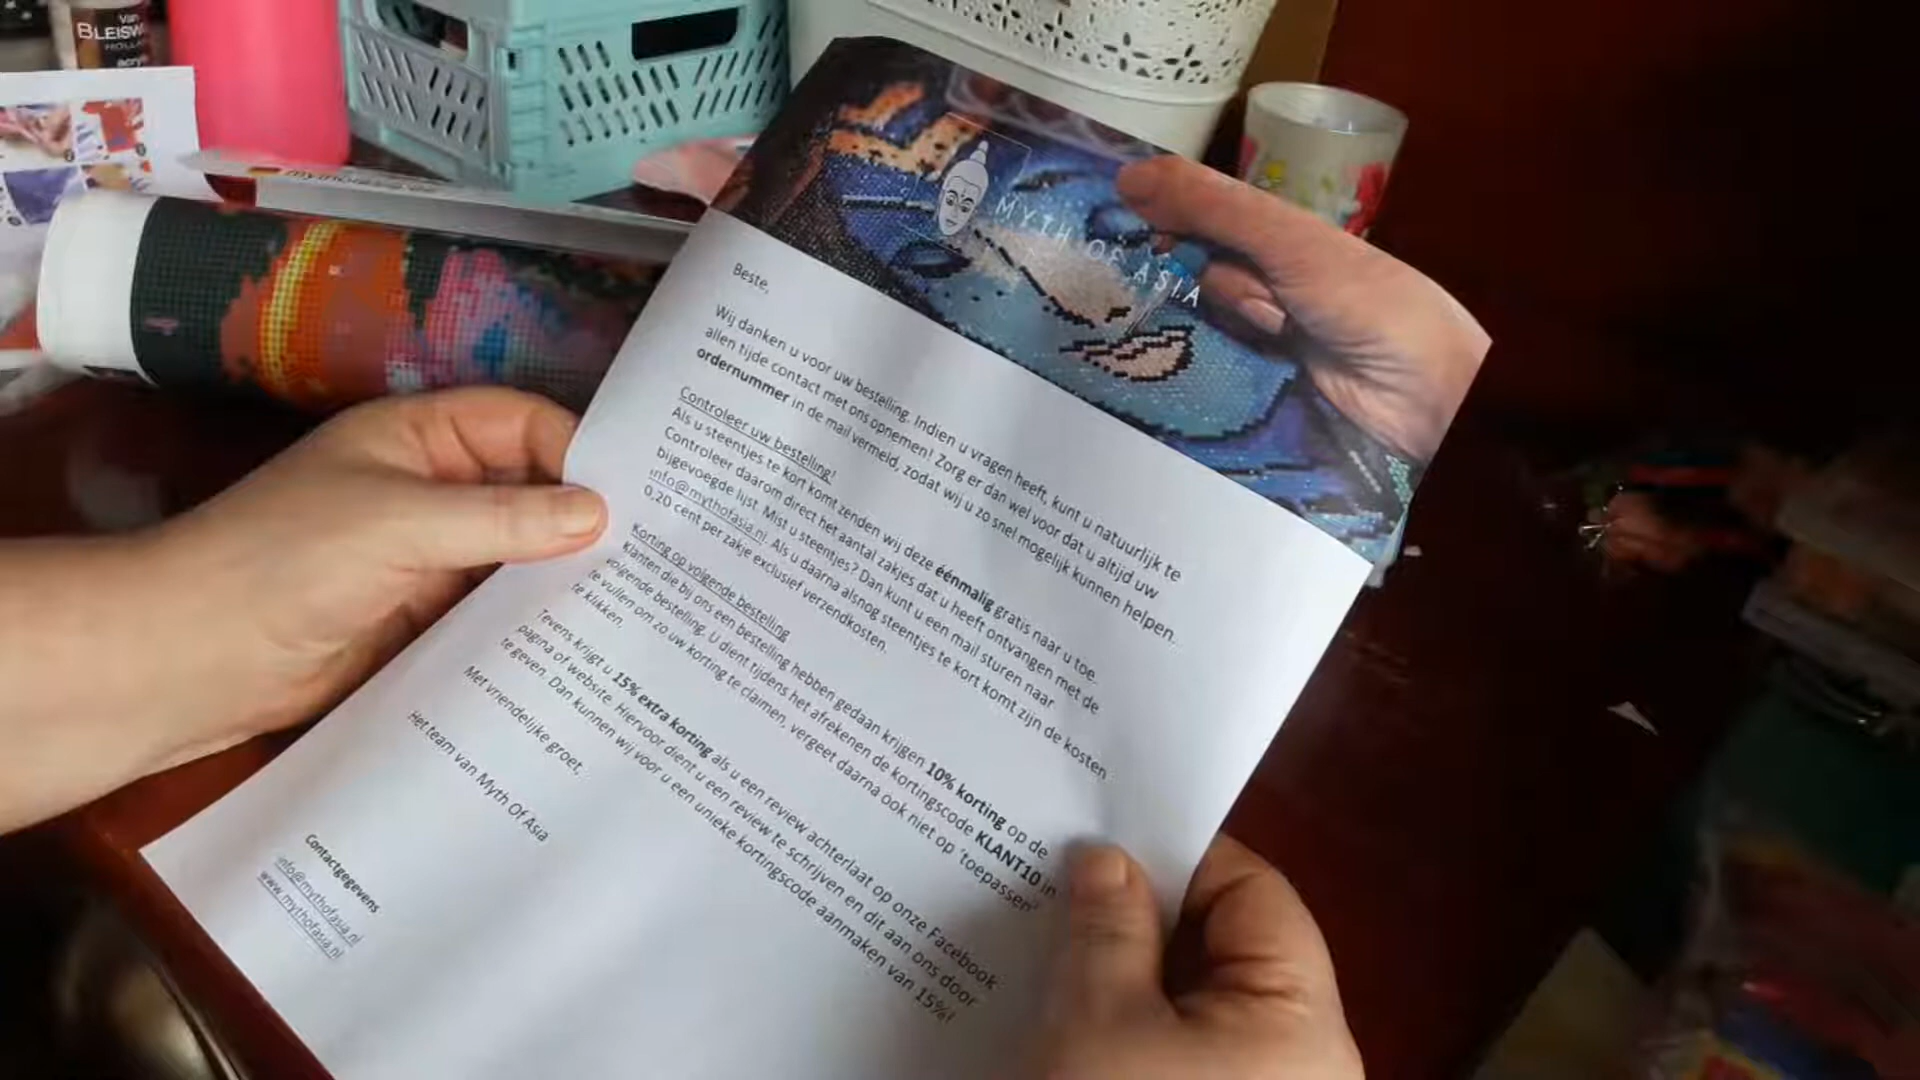 Van
BLEISW
HOLLA
acryl
mythofasia.de
MYTH OF ASIA
Beste,
Wij danken u voor uw bestelling. Indien u vragen heeft, kunt u natuurlijk te
allen tijde contact met ons opnemen! Zorg er dan wel voor dat u altijd uw
ordernummer in de mail vermeld, zodat wij u zo snel mogelijk kunnen helpen.
Controleer uw bestelling!
Als u steentjes te kort komt zenden wij deze éénmalig gratis naar u toe.
Controleer daarom direct het aantal zakjes dat u heeft ontvangen met de
bijgevoegde lijst. Mist u steentjes? Dan kunt u een mail sturen naar
info@mythofasia.nl. Als u daarna alsnog steentjes te kort komt zijn de kosten
0,20 cent per zakje exclusief verzendkosten.
Korting op volgende bestelling
Klanten die bij ons een bestelling hebben gedaan krijgen 10% korting op de
volgende bestelling. U dient tijdens het afrekenen de kortingscode KLANT10 in
te vullen om zo uw korting te claimen, vergeet daarna ook niet op 'toepassen'
te klikken.
Tevens krijgt u 15% extra korting als u een review achterlaat op onze Facebook
pagina of website. Hiervoor dient u een review te schrijven en dit aan ons door
te geven. Dan kunnen wij voor u een unieke kortingscode aanmaken van 15%!
Met vriendelijke groet,
Het team van Myth Of Asia
Contactgegevens
info@mythofasia.nl
www.mythofasia.nl